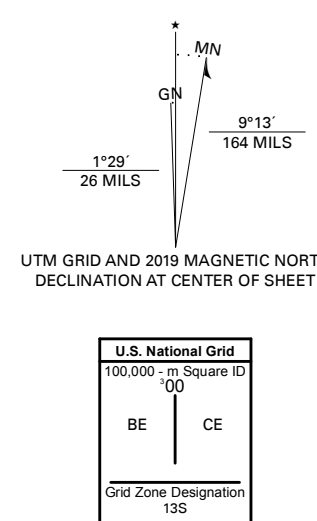 ★
MN
GN
9°13´
164 MILS
1°29´
26 MILS
UTM GRID AND 2019 MAGNETIC NORT
DECLINATION AT CENTER OF SHEET
U.S. National Grid
100,000 - m Square ID
³00
BE CE
Grid Zone Designation
13S